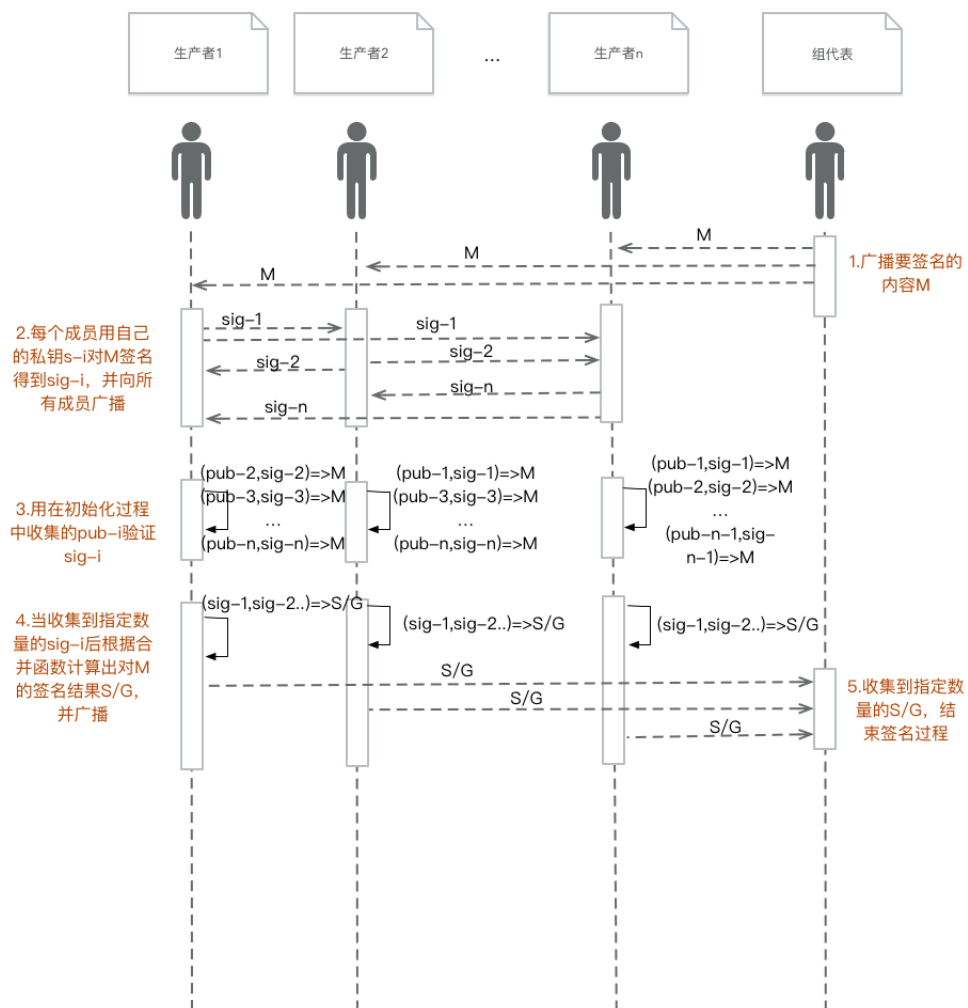 生产者1
生产者2
...
生产者n
组代表
M
M
M
1.广播要签名的
内容M
2.每个成员用自己
的私钥s-i对M签名
得到sig-i，并向所
有成员广播
sig-1
sig-1
sig-2
sig-2
sig-n
sig-n
3.用在初始化过程
中收集的pub-i验证
sig-i
(pub-2,sig-2)=>M
(pub-3,sig-3)=>M
...
(pub-n,sig-n)=>M
(pub-1,sig-1)=>M
(pub-3,sig-3)=>M
...
(pub-n,sig-n)=>M
(pub-1,sig-1)=>M
(pub-2,sig-2)=>M
...
(pub-n-1,sig-
n-1)=>M
4.当收集到指定数
量的sig-i后根据合
并函数计算出对M
的签名结果S/G，
并广播
(sig-1,sig-2..)=>S/G
(sig-1,sig-2..)=>S/G
(sig-1,sig-2..)=>S/G
S/G
S/G
S/G
5.收集到指定数
量的S/G，结
束签名过程